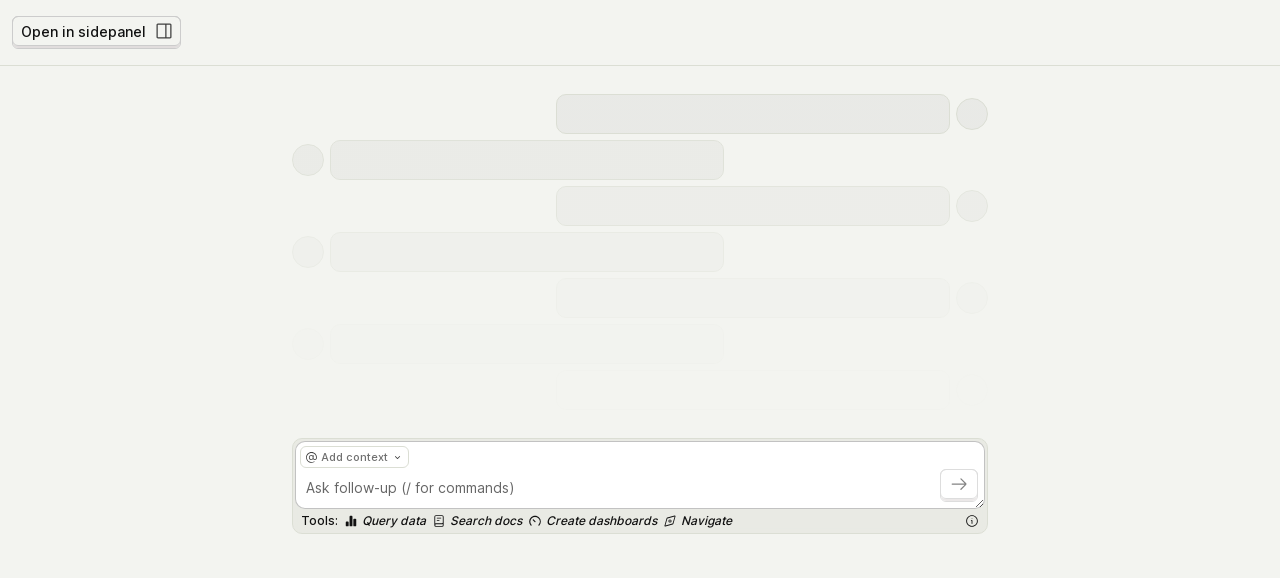 Open in sidepanel
@ Add context
Ask follow-up (/ for commands)
Tools: Query data Search docs Create dashboards Navigate